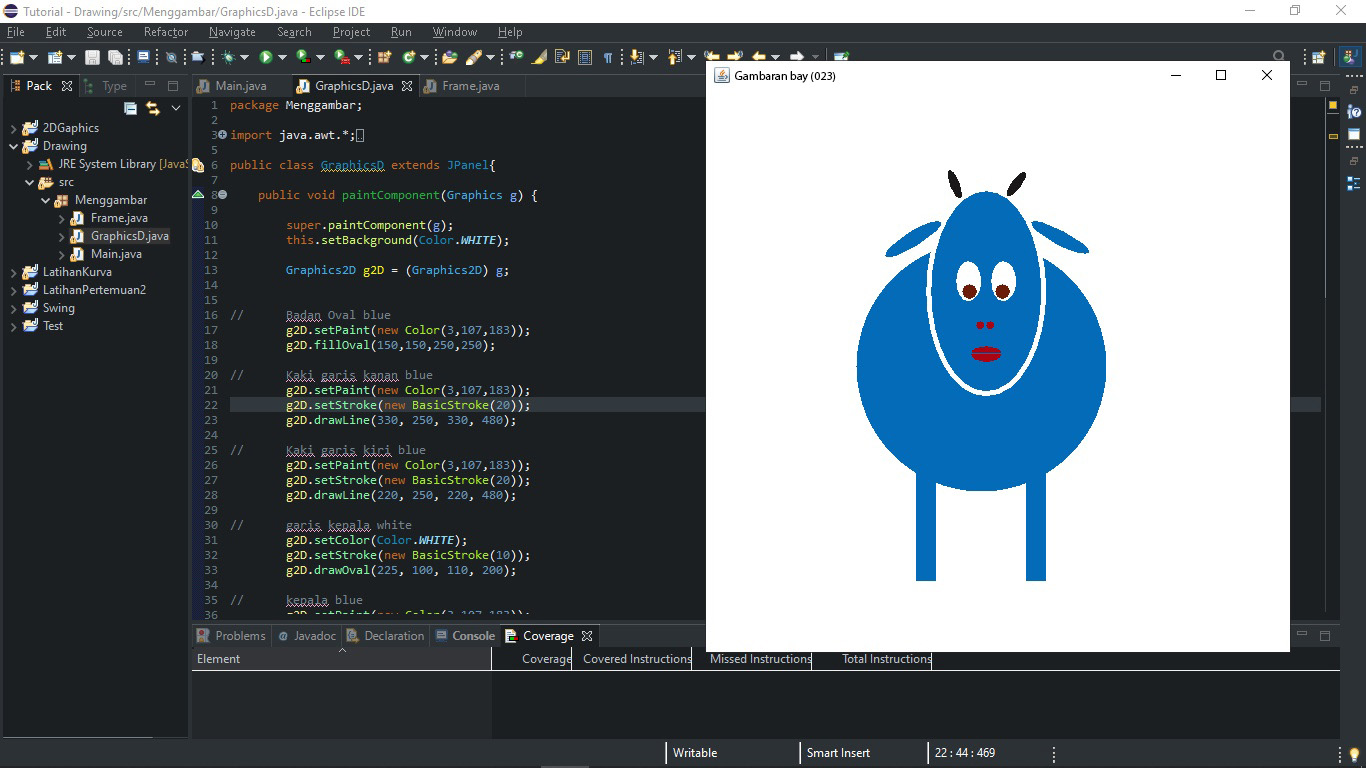 Tutorial - Drawing/src/Menggambar/GraphicsD.java - Eclipse IDE
File Edit Source Refactor Navigate Search Project Run Window Help
Pack Type
2DGaphics
Drawing
JRE System Library [JavaS
src
Menggambar
Frame.java
GraphicsD.java
Main.java
LatihanKurva
LatihanPertemuan2
Swing
Test
Main.java GraphicsD.java Frame.java
1 package Menggambar;
2
3 import java.awt.*;
5
6 public class GraphicsD extends JPanel{
7
8 public void paintComponent(Graphics g) {
9
10 super.paintComponent(g);
11 this.setBackground(Color.WHITE);
12
13 Graphics2D g2D = (Graphics2D) g;
14
15
16 // Badan Oval blue
17 g2D.setPaint(new Color(3,107,183));
18 g2D.fillOval(150,150,250,250);
19
20 // Kaki garis kanan blue
21 g2D.setPaint(new Color(3,107,183));
22 g2D.setStroke(new BasicStroke(20));
23 g2D.drawLine(330, 250, 330, 480);
24
25 // Kaki garis kiri blue
26 g2D.setPaint(new Color(3,107,183));
27 g2D.setStroke(new BasicStroke(20));
28 g2D.drawLine(220, 250, 220, 480);
29
30 // garis kepala white
31 g2D.setColor(Color.WHITE);
32 g2D.setStroke(new BasicStroke(10));
33 g2D.drawOval(225, 100, 110, 200);
34
35 // kepala blue
36 g2D.setPaint(new Color(3,107,183));
Gambaran bay (023)
Problems Javadoc Declaration Console Coverage
Element Coverage Covered Instructions Missed Instructions Total Instructions
Writable Smart Insert 22 : 44 : 469